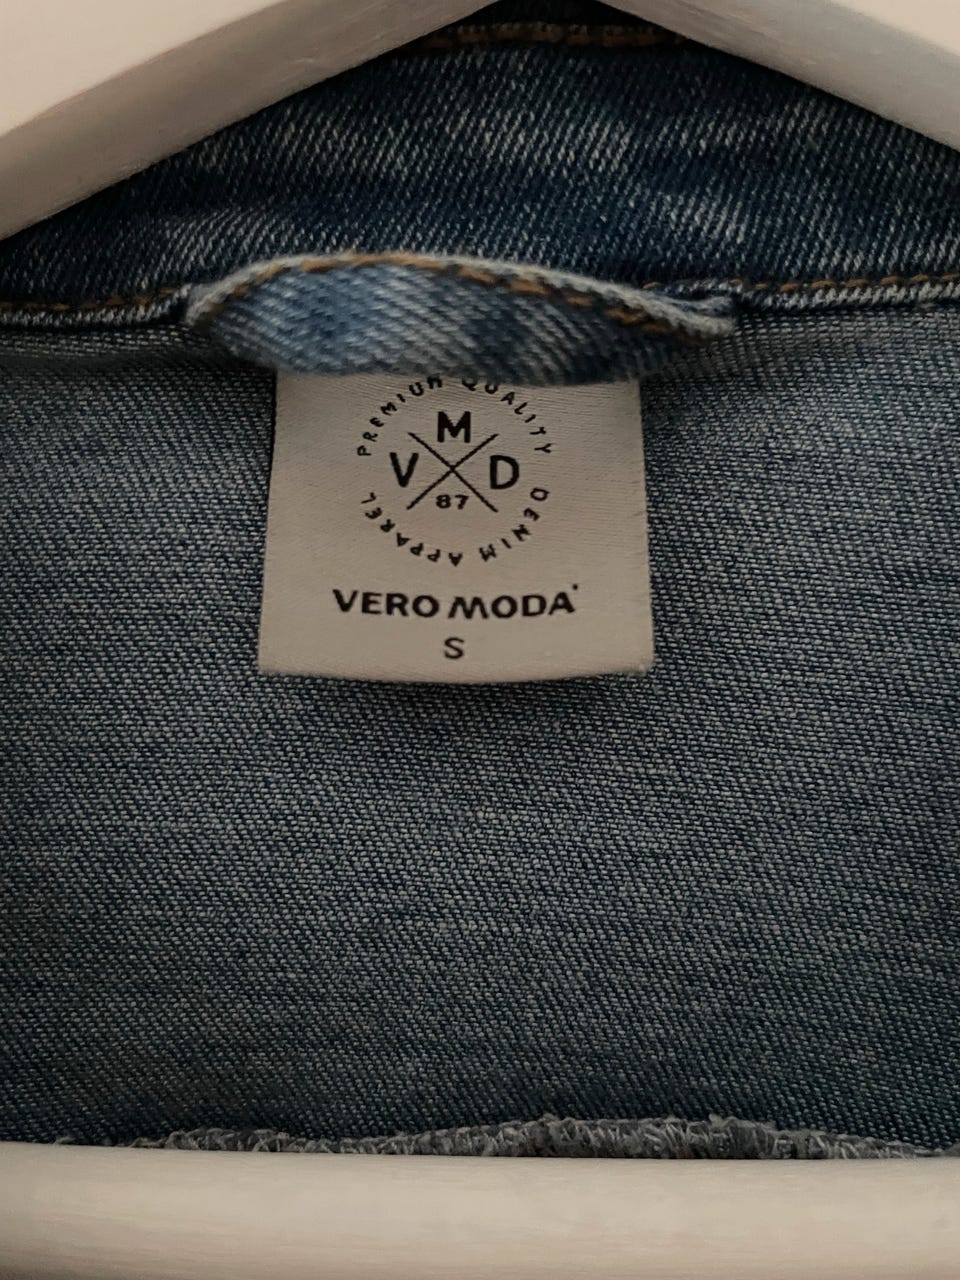 PREMIUM QUALITY DENIM APPAREL
M
V D
87
VERO MODA
S